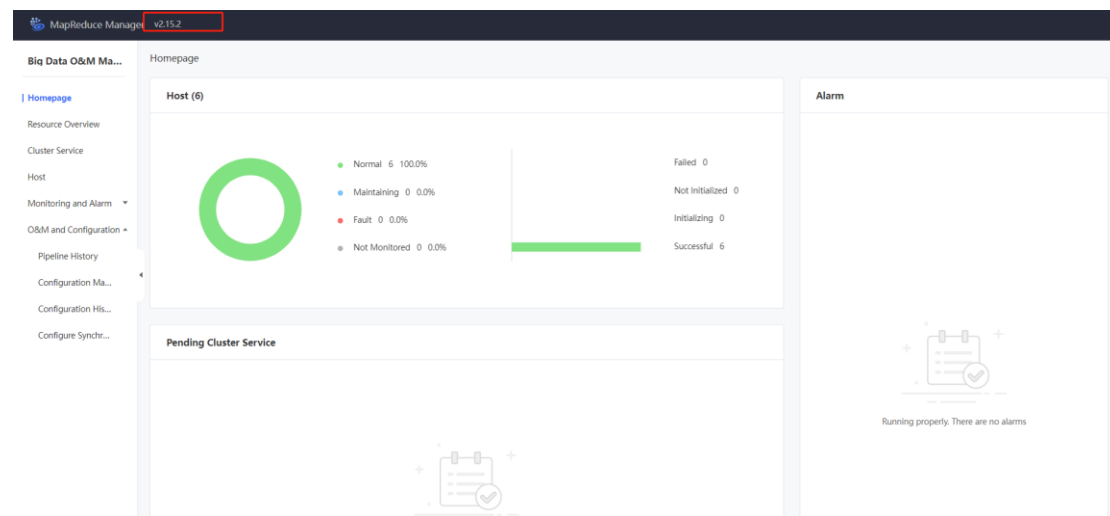 MapReduce Manager v2.15.2
Big Data O&M Ma...
Homepage
Resource Overview
Cluster Service
Host
Monitoring and Alarm
O&M and Configuration
Pipeline History
Configuration Ma...
Configuration His...
Configure Synchr...
Homepage
Host (6)
Normal 6 100.0%
Maintaining 0 0.0%
Fault 0 0.0%
Not Monitored 0 0.0%
Failed 0
Not Initialized 0
Initializing 0
Successful 6
Pending Cluster Service
Alarm
Running properly. There are no alarms